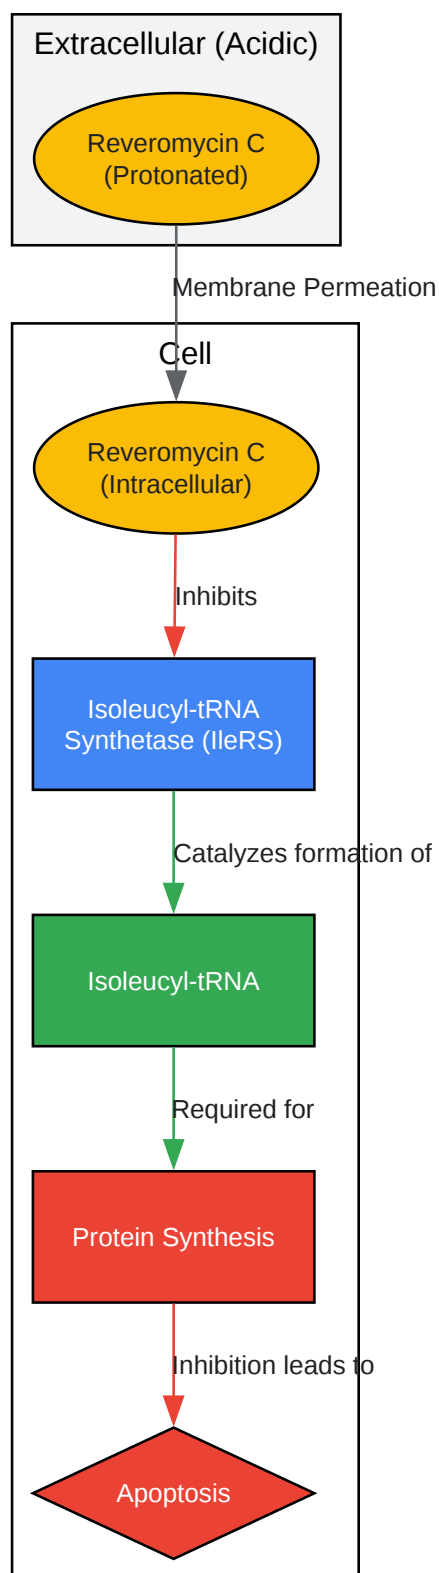 Extracellular (Acidic)
Reveromycin C
(Protonated)
Membrane Permeation
Cell
Reveromycin C
(Intracellular)
Inhibits
Isoleucyl-tRNA
Synthetase (IleRS)
Catalyzes formation of
Isoleucyl-tRNA
Required for
Protein Synthesis
Inhibition leads to
Apoptosis